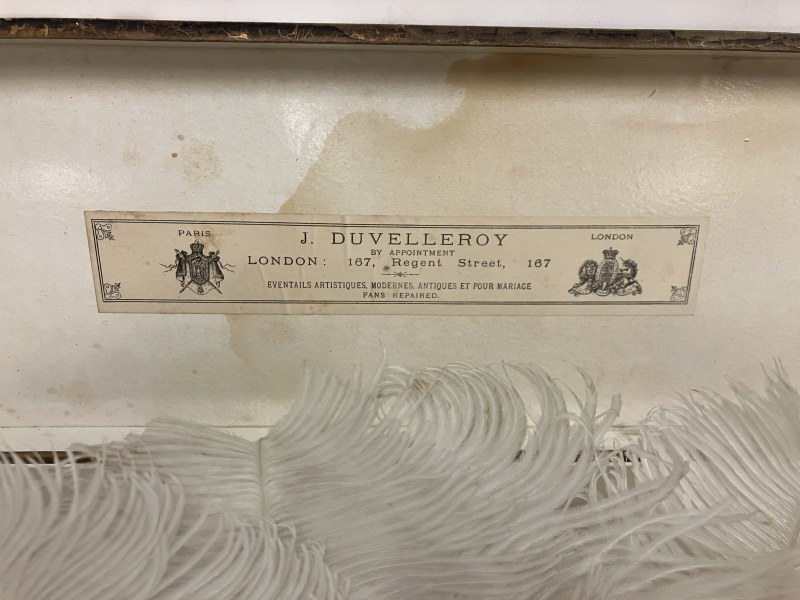 PARIS
J. DUVELLEROY
LONDON
BY APPOINTMENT
LONDON: 167, Regent Street, 167
EVENTAILS ARTISTIQUES, MODERNES, ANTIQUES ET POUR MARIAGE
FANS REPAIRED.